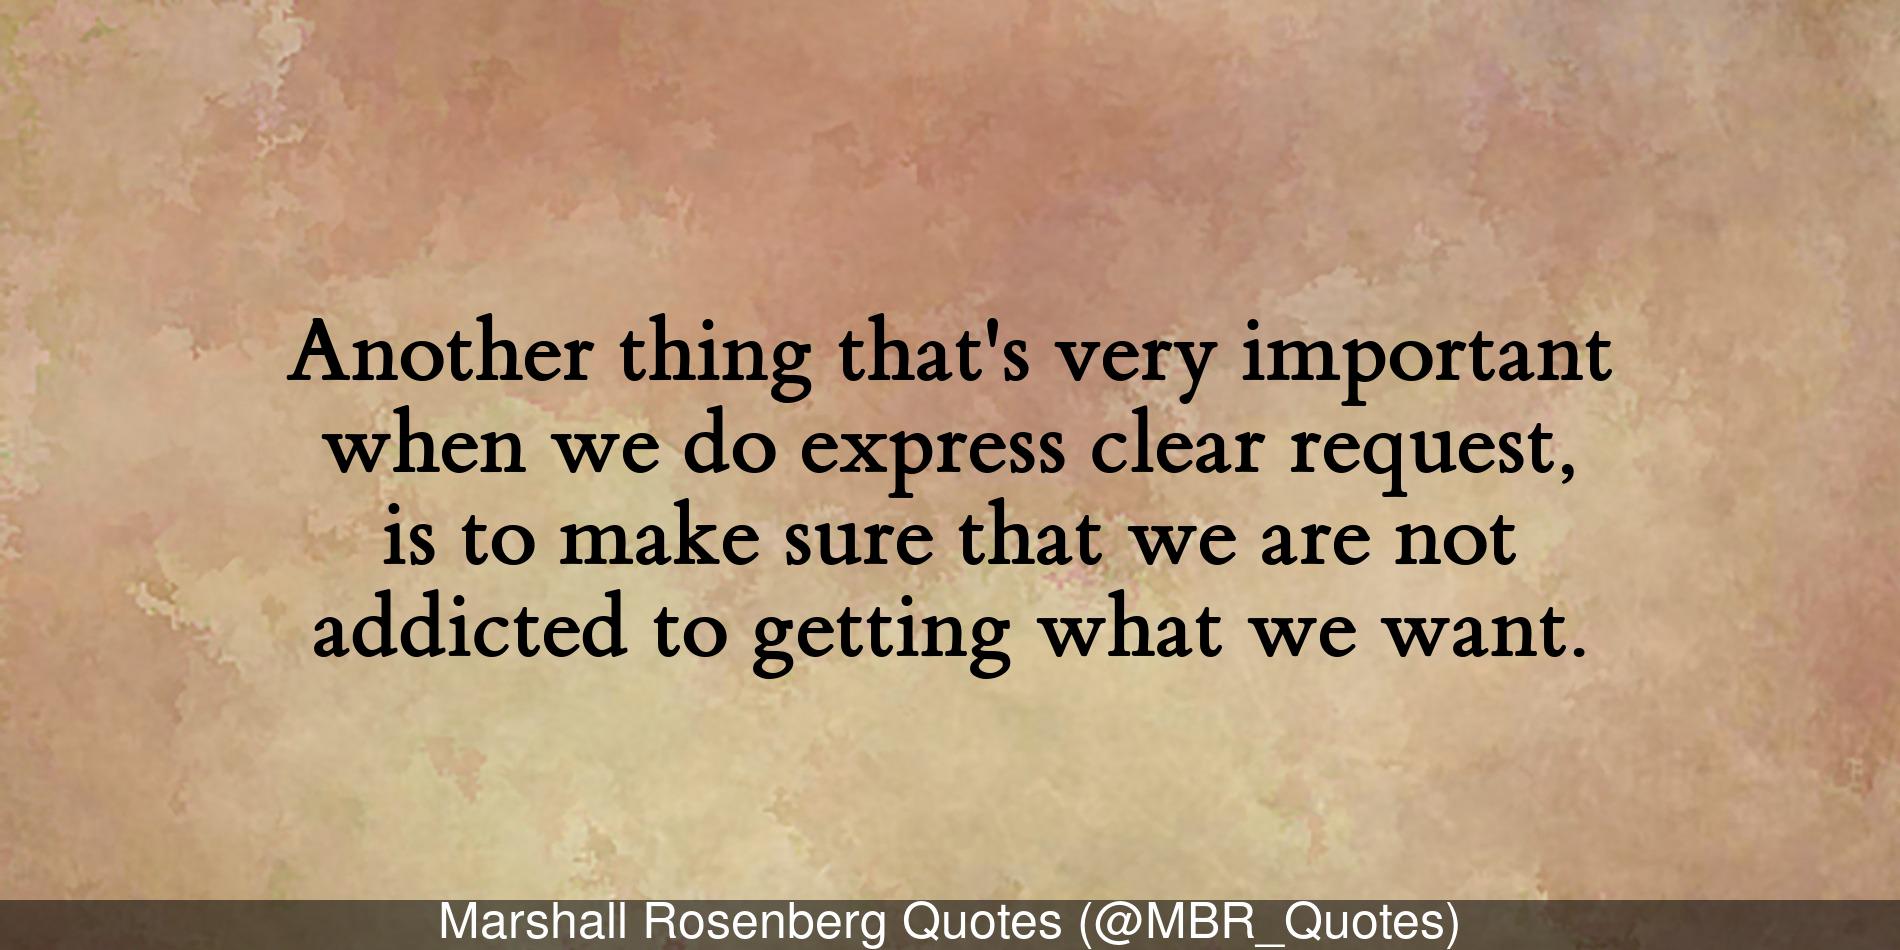 Another thing that's very important
when we do express clear request,
is to make sure that we are not
addicted to getting what we want.
Marshall Rosenberg Quotes (@MBR_Quotes)